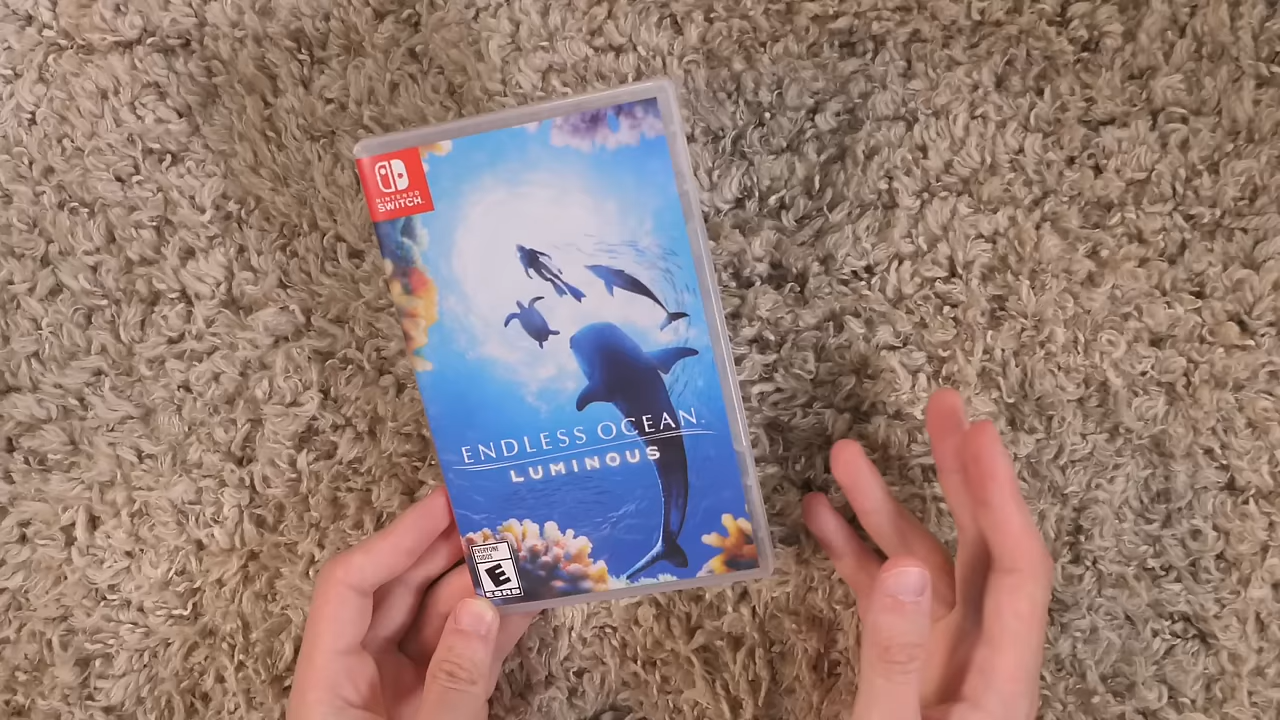 NINTENDO
SWITCH
ENDLESS OCEAN
LUMINOUS
EVERYONE
TODOS
E
ESRB